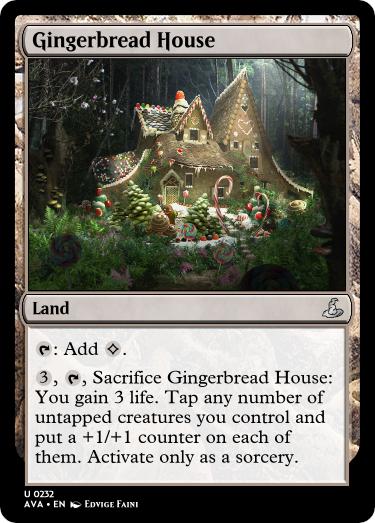 Gingerbread House
Land
: Add .
3, , Sacrifice Gingerbread House:
You gain 3 life. Tap any number of
untapped creatures you control and
put a +1/+1 counter on each of
them. Activate only as a sorcery.
U 0232
AVA • EN Edvige Faini